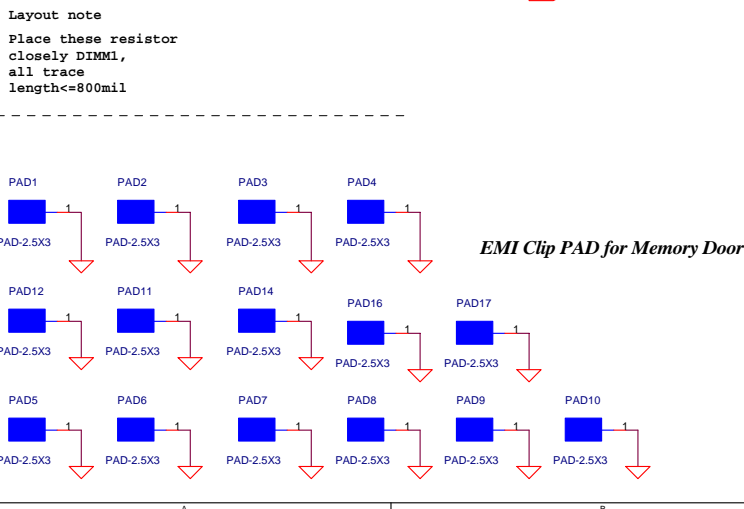 Layout note
Place these resistor
closely DIMM1,
all trace
length<=800mil
PAD1 PAD2 PAD3 PAD4
1 1 1 1
PAD-2.5X3 PAD-2.5X3 PAD-2.5X3 PAD-2.5X3
EMI Clip PAD for Memory Door
PAD12 PAD11 PAD14 PAD16 PAD17
1 1 1 1 1
PAD-2.5X3 PAD-2.5X3 PAD-2.5X3 PAD-2.5X3 PAD-2.5X3
PAD5 PAD6 PAD7 PAD8 PAD9 PAD10
1 1 1 1 1 1
PAD-2.5X3 PAD-2.5X3 PAD-2.5X3 PAD-2.5X3 PAD-2.5X3 PAD-2.5X3